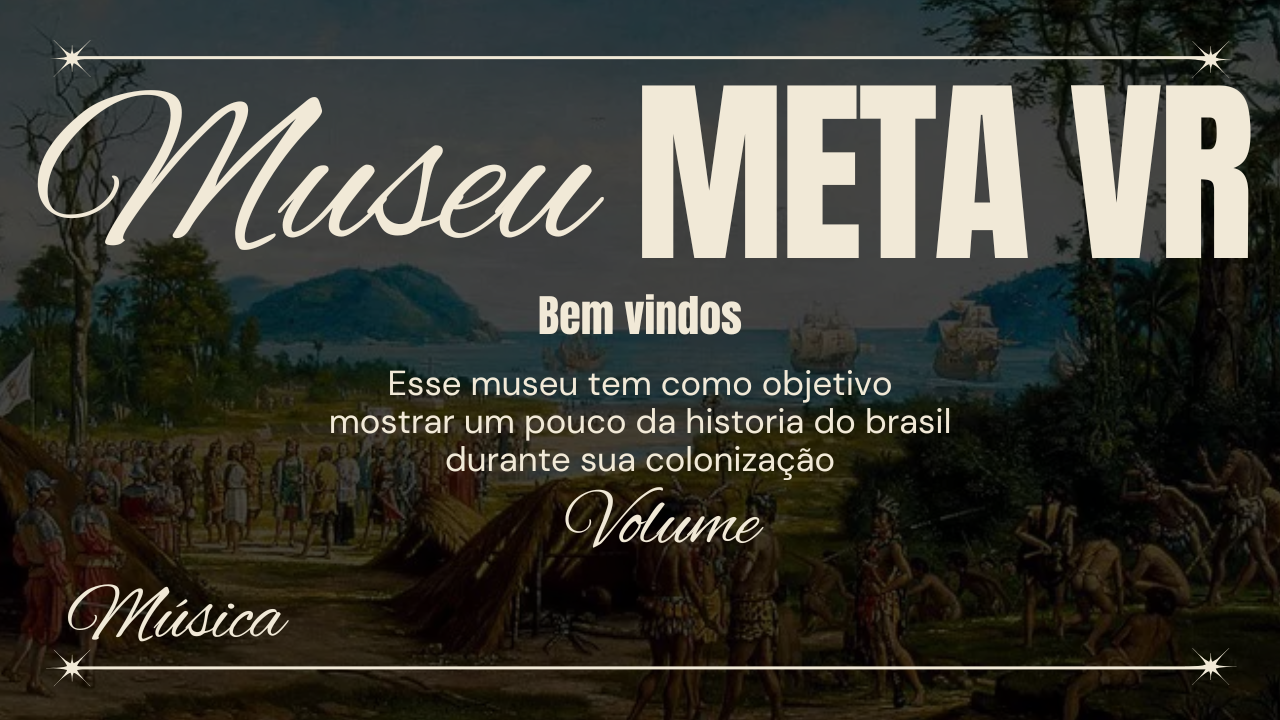 Museu META VR
Bem vindos
Esse museu tem como objetivo
mostrar um pouco da historia do brasil
durante sua colonização
Volume
Música